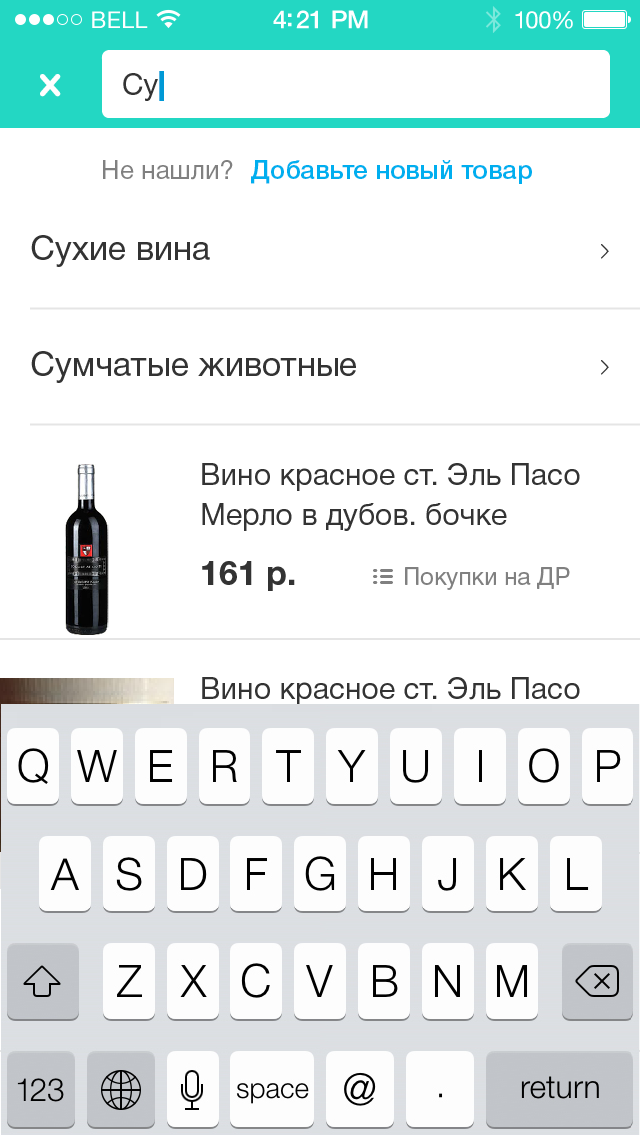 BELL 4:21 PM 100%
Су
Не нашли? Добавьте новый товар
Сухие вина
Сумчатые животные
Вино красное ст. Эль Пасо
Мерло в дубов. бочке
161 р. Покупки на ДР
Вино красное ст. Эль Пасо
Q W E R T Y U I O P
A S D F G H J K L
Z X C V B N M
123 space @ . return